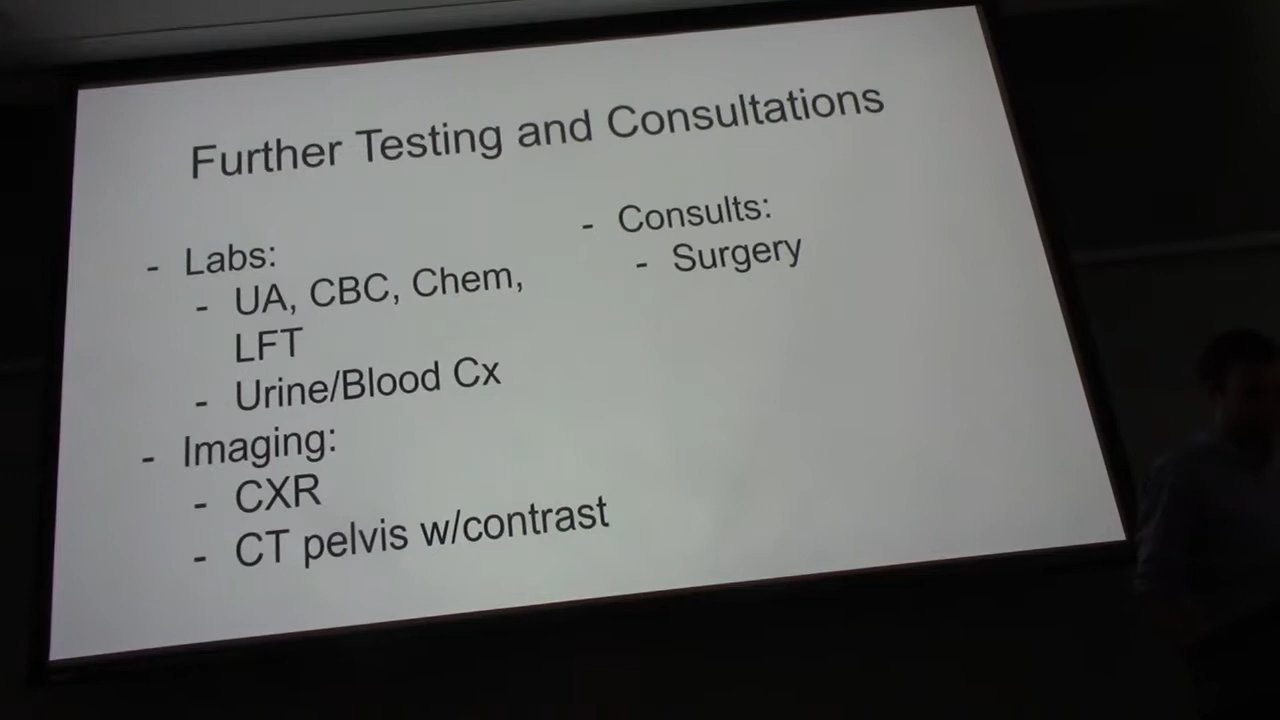 Further Testing and Consultations
- Labs:
- UA, CBC, Chem,
LFT
- Urine/Blood Cx
- Imaging:
- CXR
- CT pelvis w/contrast
- Consults:
- Surgery